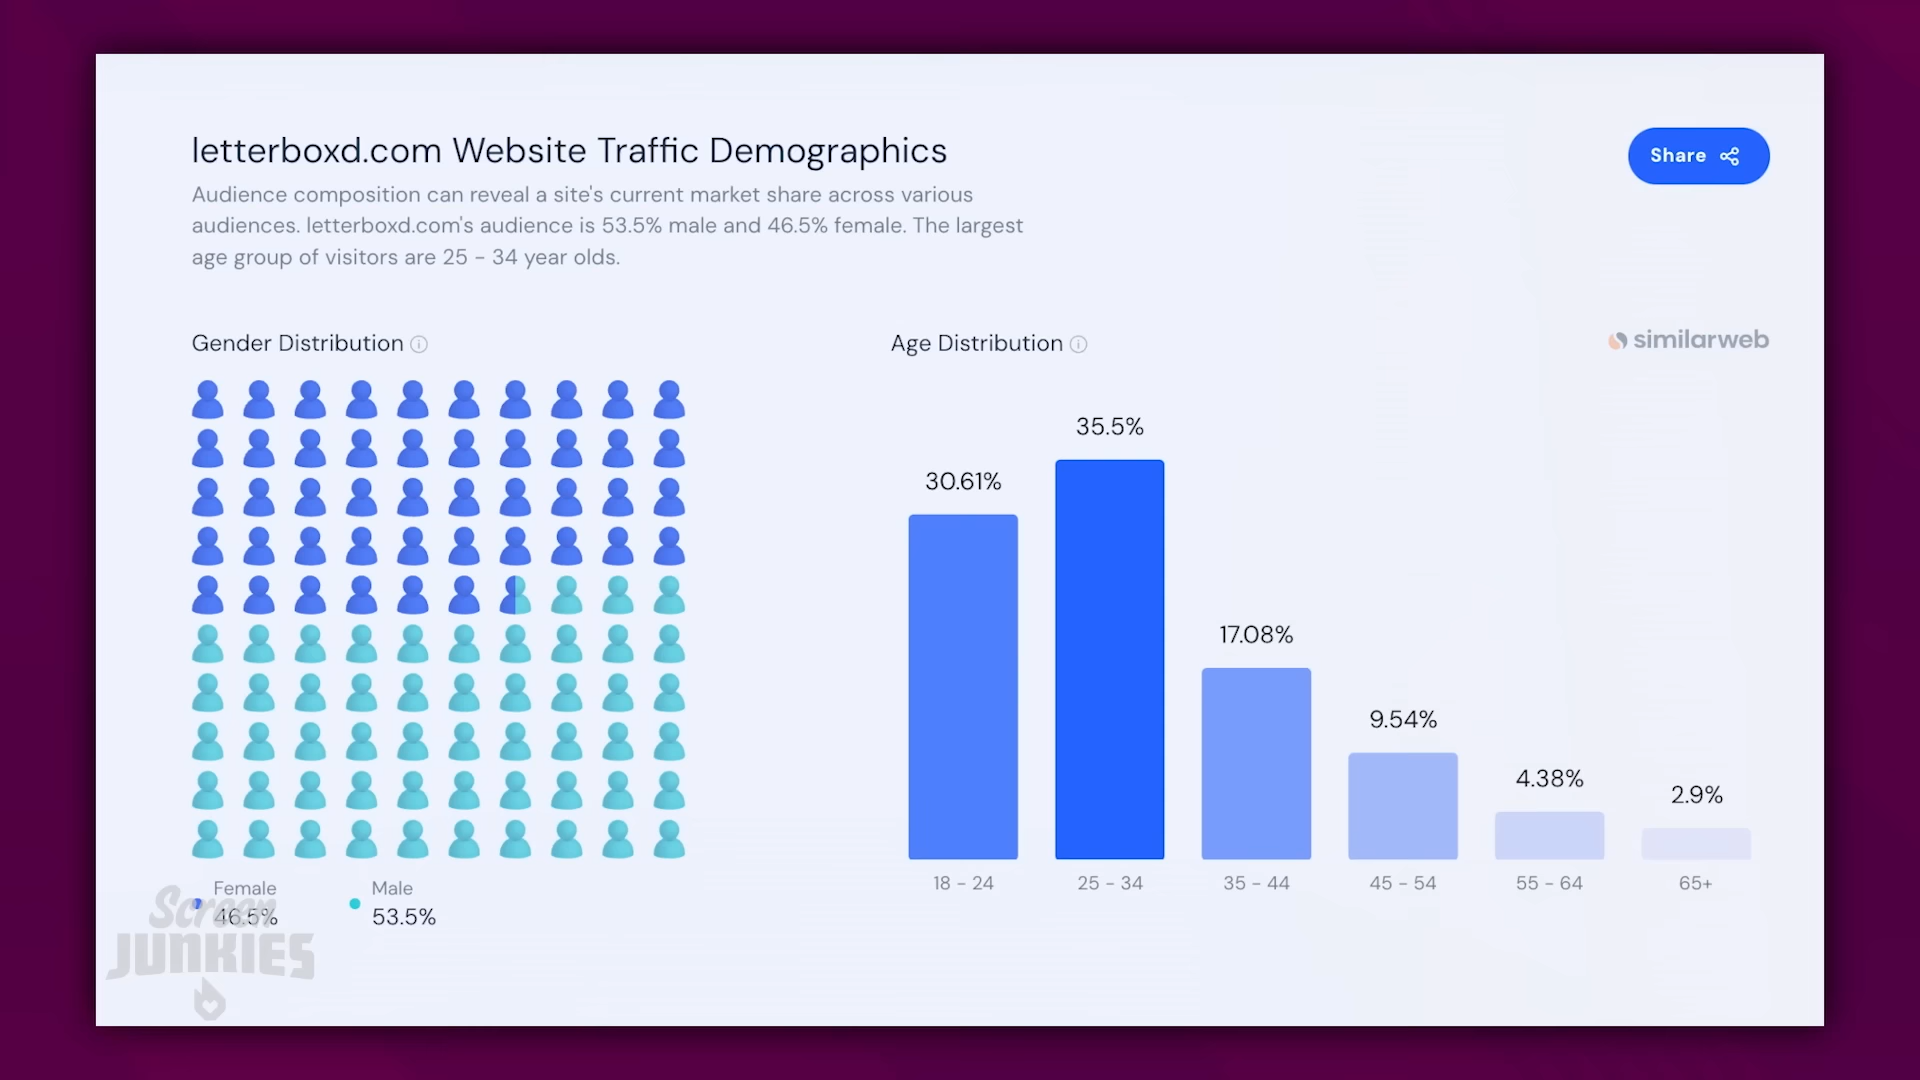 letterboxd.com Website Traffic Demographics
Share
Audience composition can reveal a site's current market share across various
audiences. letterboxd.com's audience is 53.5% male and 46.5% female. The largest
age group of visitors are 25 - 34 year olds.
Gender Distribution
Age Distribution
similarweb
35.5%
30.61%
17.08%
9.54%
4.38%
2.9%
18 - 24
25 - 34
35 - 44
45 - 54
55 - 64
65+
Female
46.5%
Male
53.5%
Screen
JUNKIES